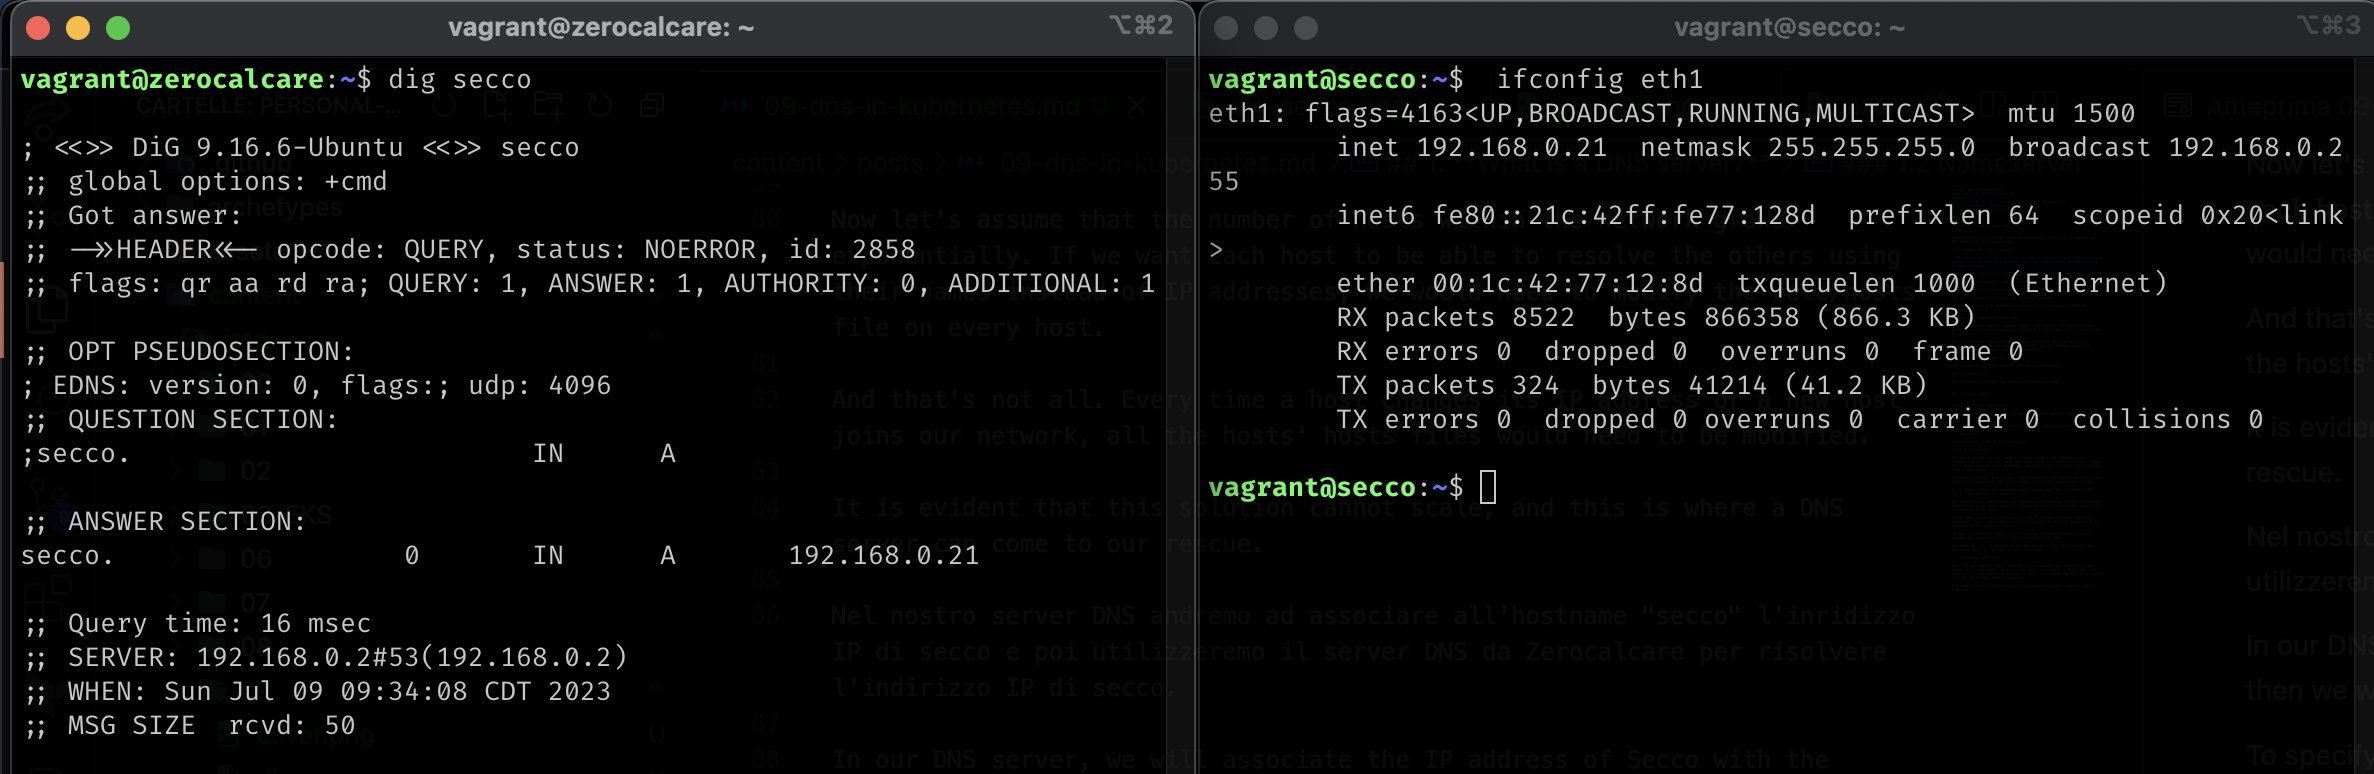 vagrant@zerocalcare: ~
⌥⌘2
vagrant@zerocalcare:~$ dig secco
; <<>> DiG 9.16.6-Ubuntu <<>> secco
;; global options: +cmd
;; Got answer:
;; ->>HEADER<<- opcode: QUERY, status: NOERROR, id: 2858
;; flags: qr aa rd ra; QUERY: 1, ANSWER: 1, AUTHORITY: 0, ADDITIONAL: 1
;; OPT PSEUDOSECTION:
; EDNS: version: 0, flags:; udp: 4096
;; QUESTION SECTION:
;secco. IN A
;; ANSWER SECTION:
secco. 0 IN A 192.168.0.21
;; Query time: 16 msec
;; SERVER: 192.168.0.2#53(192.168.0.2)
;; WHEN: Sun Jul 09 09:34:08 CDT 2023
;; MSG SIZE rcvd: 50
vagrant@secco: ~
⌥⌘3
vagrant@secco:~$ ifconfig eth1
eth1: flags=4163<UP,BROADCAST,RUNNING,MULTICAST> mtu 1500
inet 192.168.0.21 netmask 255.255.255.0 broadcast 192.168.0.2
55
inet6 fe80::21c:42ff:fe77:128d prefixlen 64 scopeid 0x20<link
>
ether 00:1c:42:77:12:8d txqueuelen 1000 (Ethernet)
RX packets 8522 bytes 866358 (866.3 KB)
RX errors 0 dropped 0 overruns 0 frame 0
TX packets 324 bytes 41214 (41.2 KB)
TX errors 0 dropped 0 overruns 0 carrier 0 collisions 0
vagrant@secco:~$